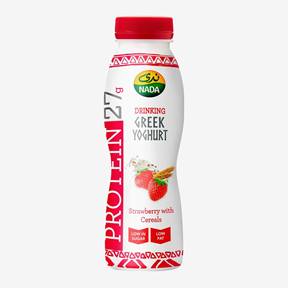 ندى
NADA
DRINKING
GREEK
YOGHURT
PROTEIN 27g
Strawberry with
Cereals
LOW IN
SUGAR
LOW
FAT